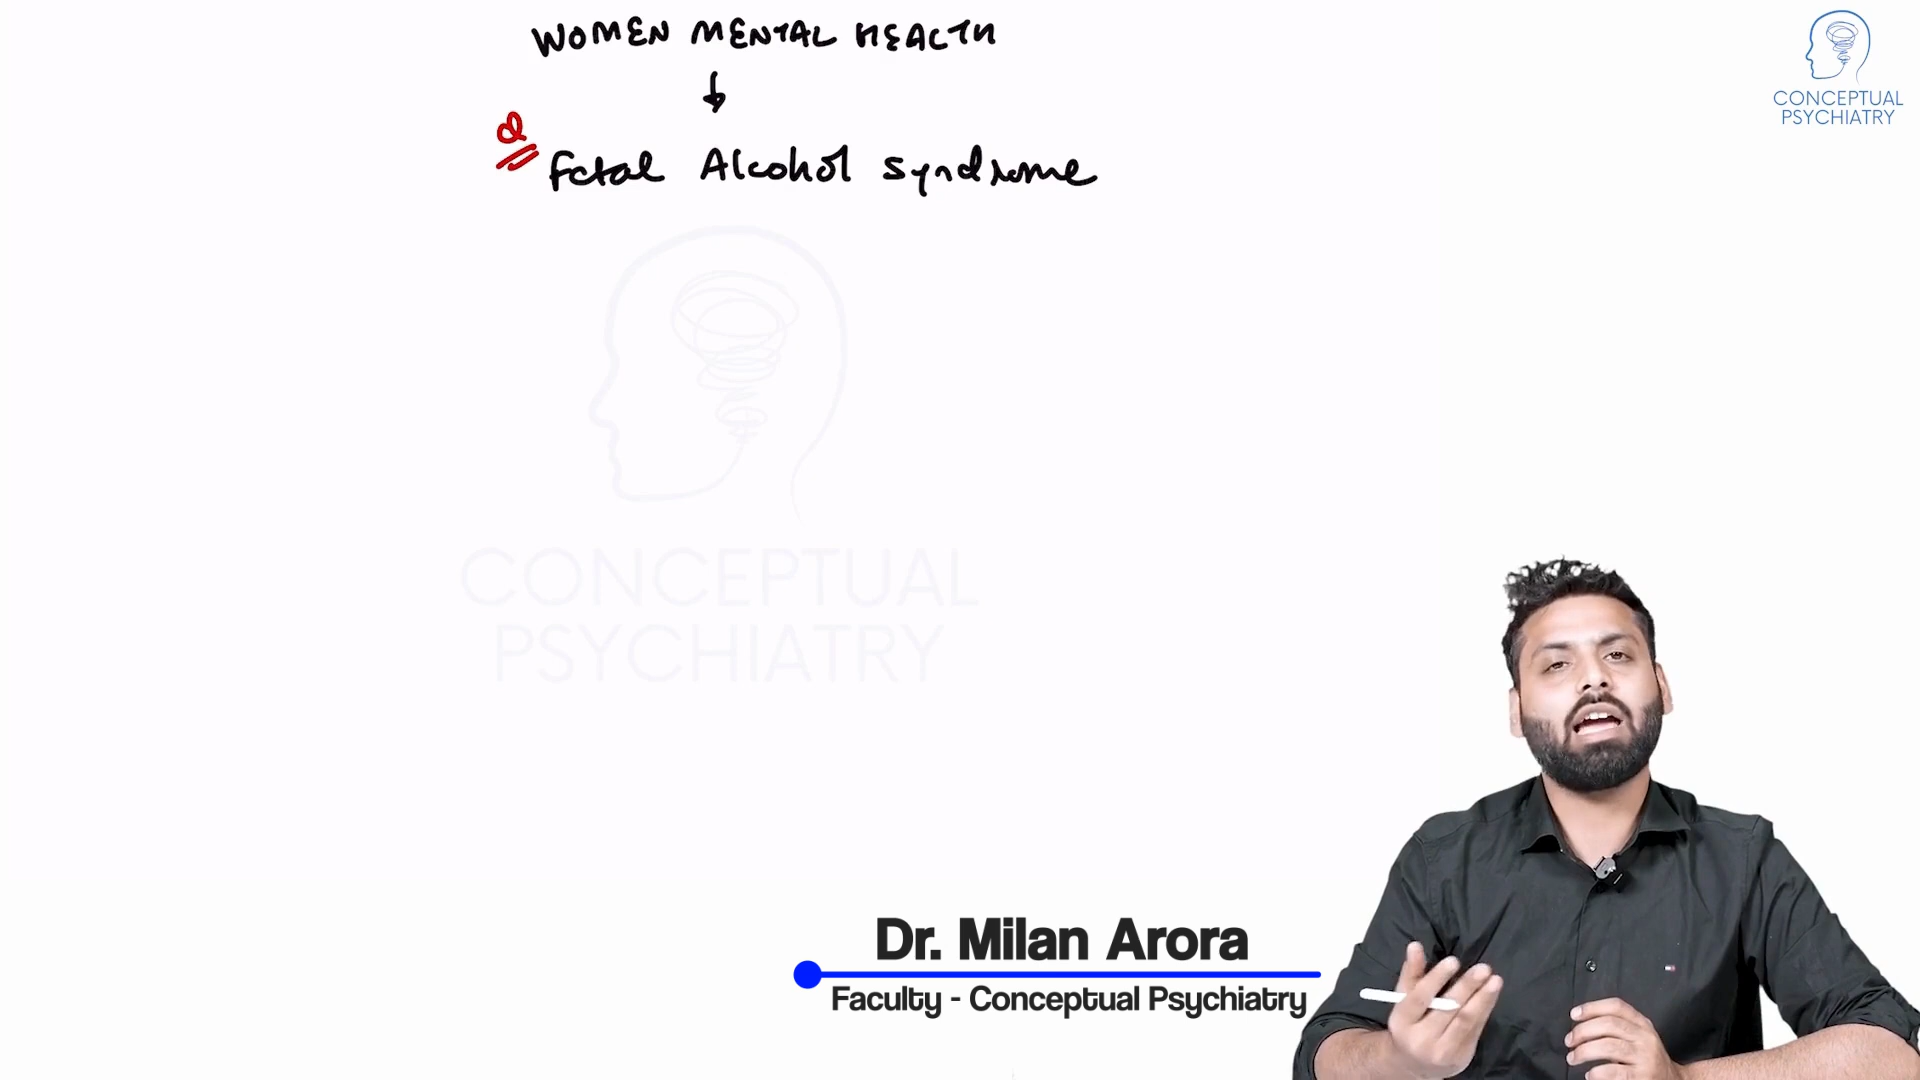 WOMEN MENTAL HEALTH
CONCEPTUAL
PSYCHIATRY
Q
Fetal Alcohol Syndrome
CONCEPTUAL
PSYCHIATRY
Dr. Milan Arora
Faculty - Conceptual Psychiatry